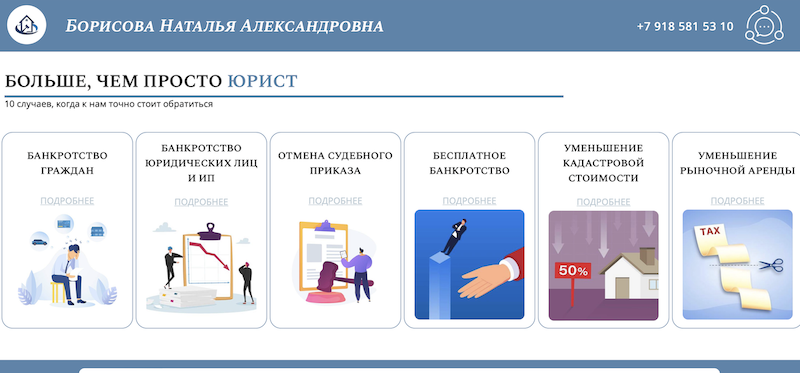 Борисова Наталья Александровна
+7 918 581 53 10
БОЛЬШЕ, ЧЕМ ПРОСТО ЮРИСТ
10 случаев, когда к нам точно стоит обратиться
БАНКРОТСТВО
ГРАЖДАН
ПОДРОБНЕЕ
БАНКРОТСТВО
ЮРИДИЧЕСКИХ ЛИЦ
И ИП
ПОДРОБНЕЕ
ОТМЕНА СУДЕБНОГО
ПРИКАЗА
ПОДРОБНЕЕ
БЕСПЛАТНОЕ
БАНКРОТСТВО
ПОДРОБНЕЕ
УМЕНЬШЕНИЕ
КАДАСТРОВОЙ
СТОИМОСТИ
ПОДРОБНЕЕ
50%
УМЕНЬШЕНИЕ
РЫНОЧНОЙ АРЕНДЫ
ПОДРОБНЕЕ
TAX